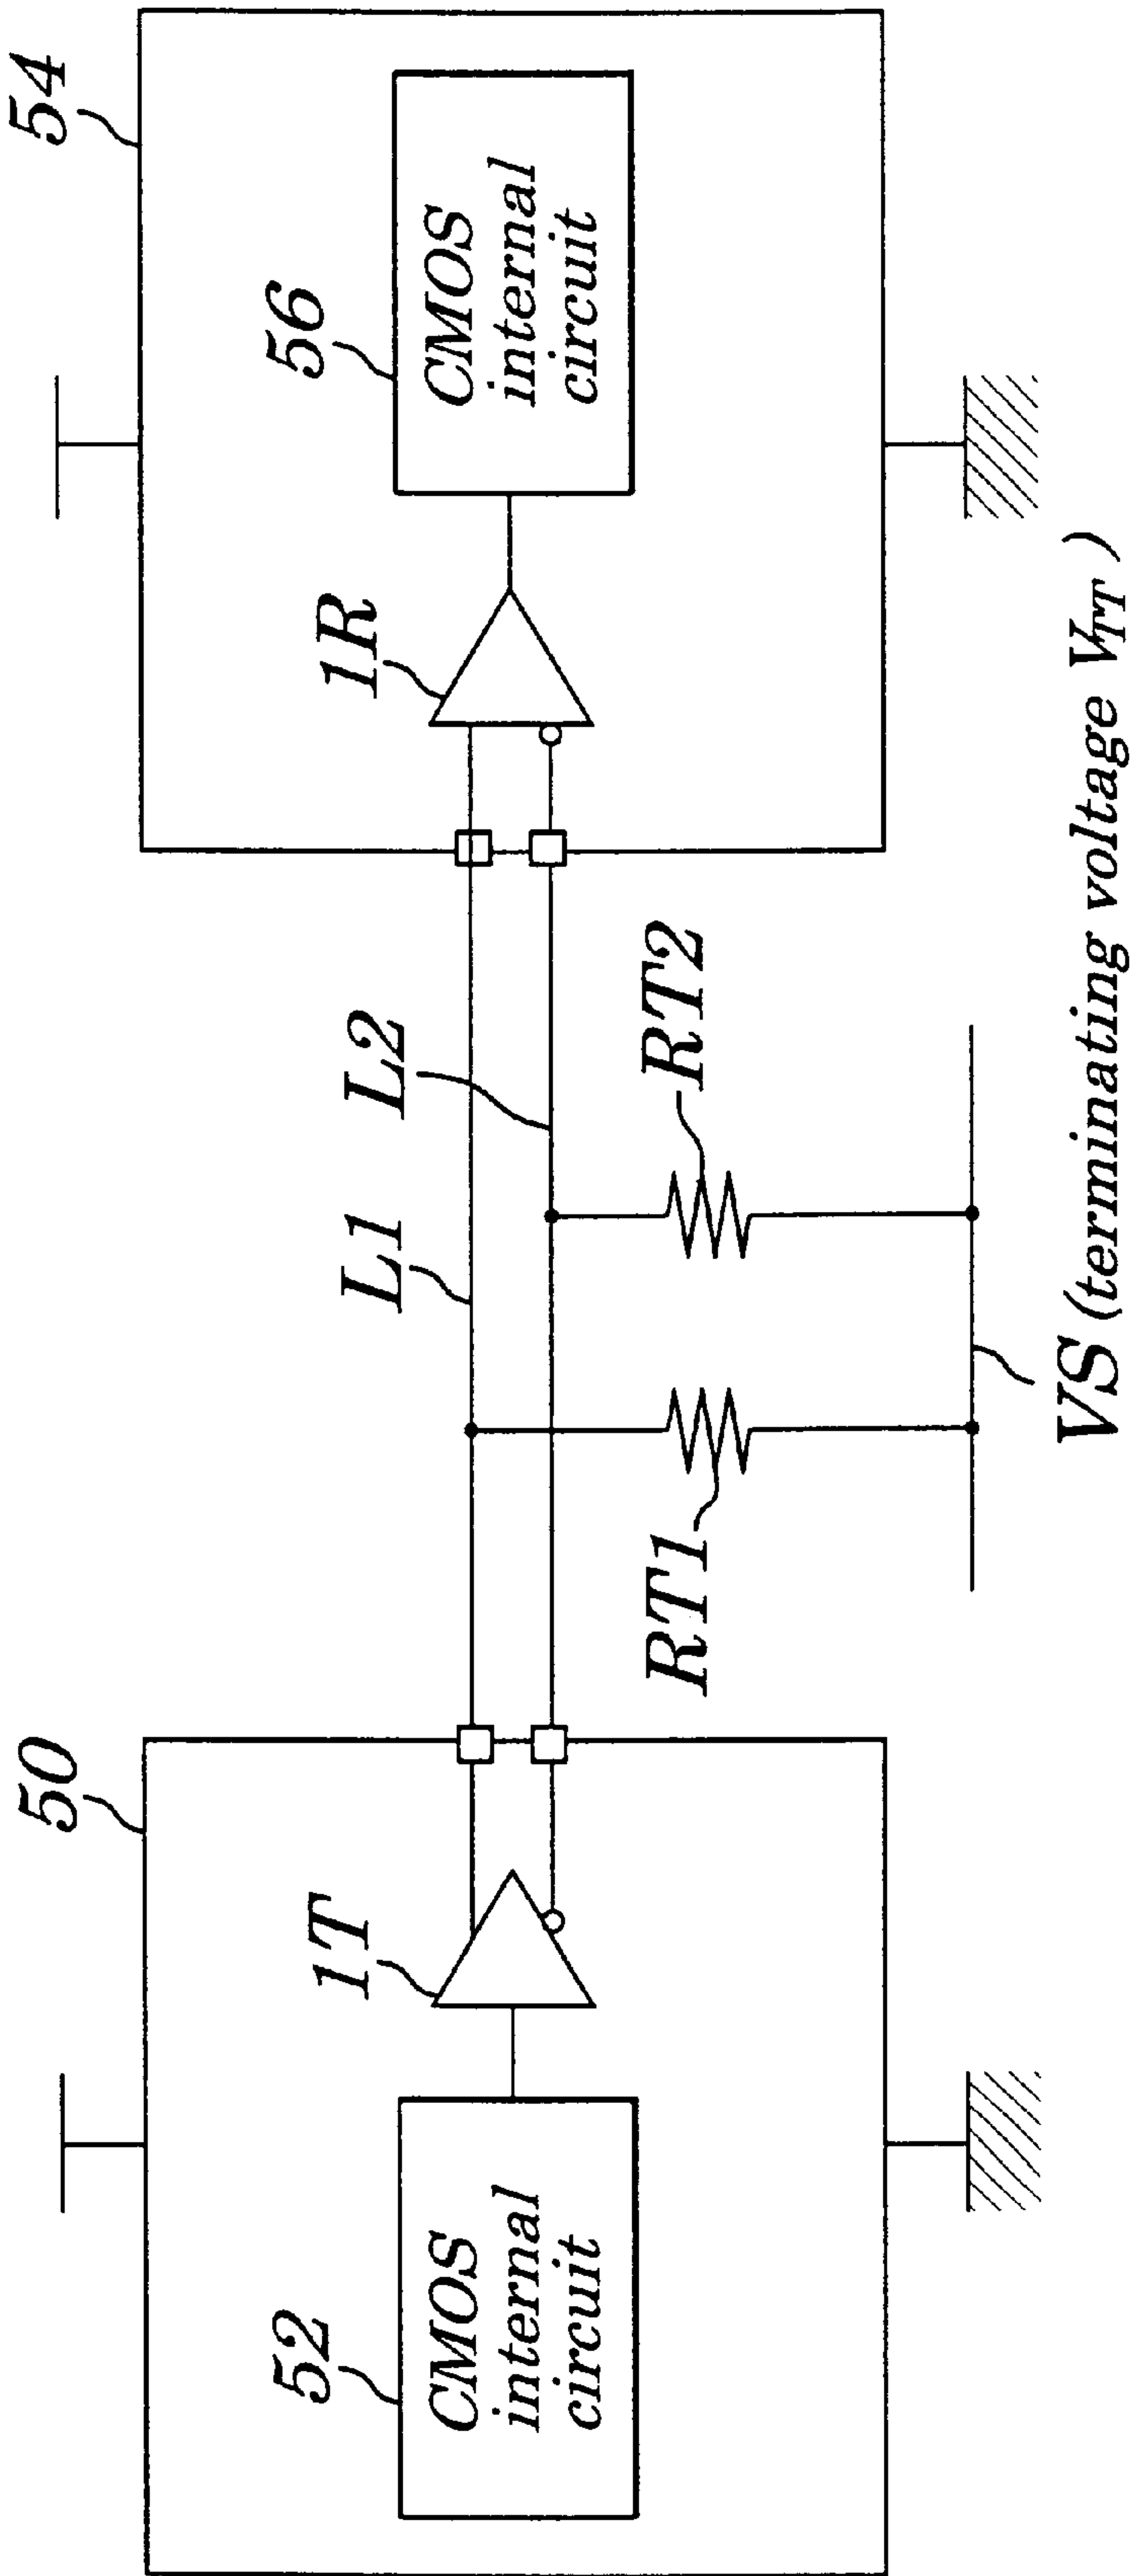 50
54
52
CMOS
internal
circuit
1T
L1
L2
1R
56
CMOS
internal
circuit
RT1
RT2
VS (terminating voltage VTT)